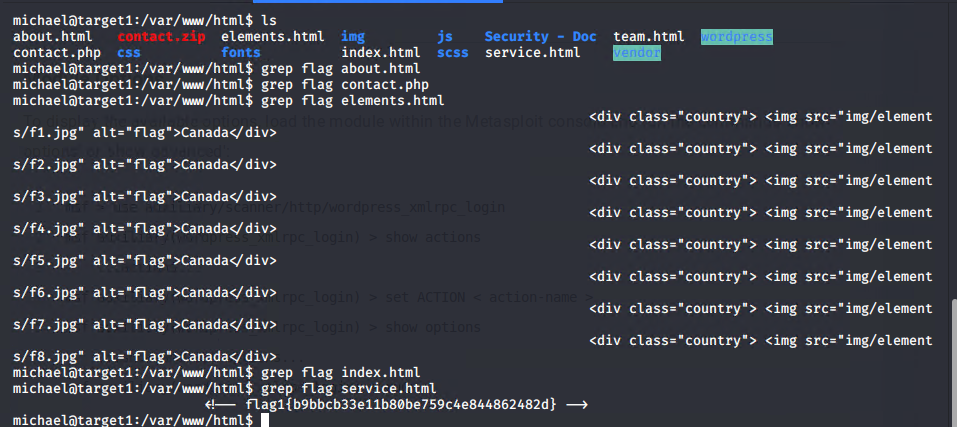 michael@target1:/var/www/html$ ls
about.html contact.zip elements.html img js Security - Doc team.html wordpress
contact.php css fonts index.html scss service.html vendor
michael@target1:/var/www/html$ grep flag about.html
michael@target1:/var/www/html$ grep flag contact.php
michael@target1:/var/www/html$ grep flag elements.html
<div class="country"> <img src="img/element
s/f1.jpg" alt="flag">Canada</div>
<div class="country"> <img src="img/element
s/f2.jpg" alt="flag">Canada</div>
<div class="country"> <img src="img/element
s/f3.jpg" alt="flag">Canada</div>
<div class="country"> <img src="img/element
s/f4.jpg" alt="flag">Canada</div>
<div class="country"> <img src="img/element
s/f5.jpg" alt="flag">Canada</div>
<div class="country"> <img src="img/element
s/f6.jpg" alt="flag">Canada</div>
<div class="country"> <img src="img/element
s/f7.jpg" alt="flag">Canada</div>
<div class="country"> <img src="img/element
s/f8.jpg" alt="flag">Canada</div>
michael@target1:/var/www/html$ grep flag index.html
michael@target1:/var/www/html$ grep flag service.html
<!-- flag1{b9bbcb33e11b80be759c4e844862482d} -->
michael@target1:/var/www/html$